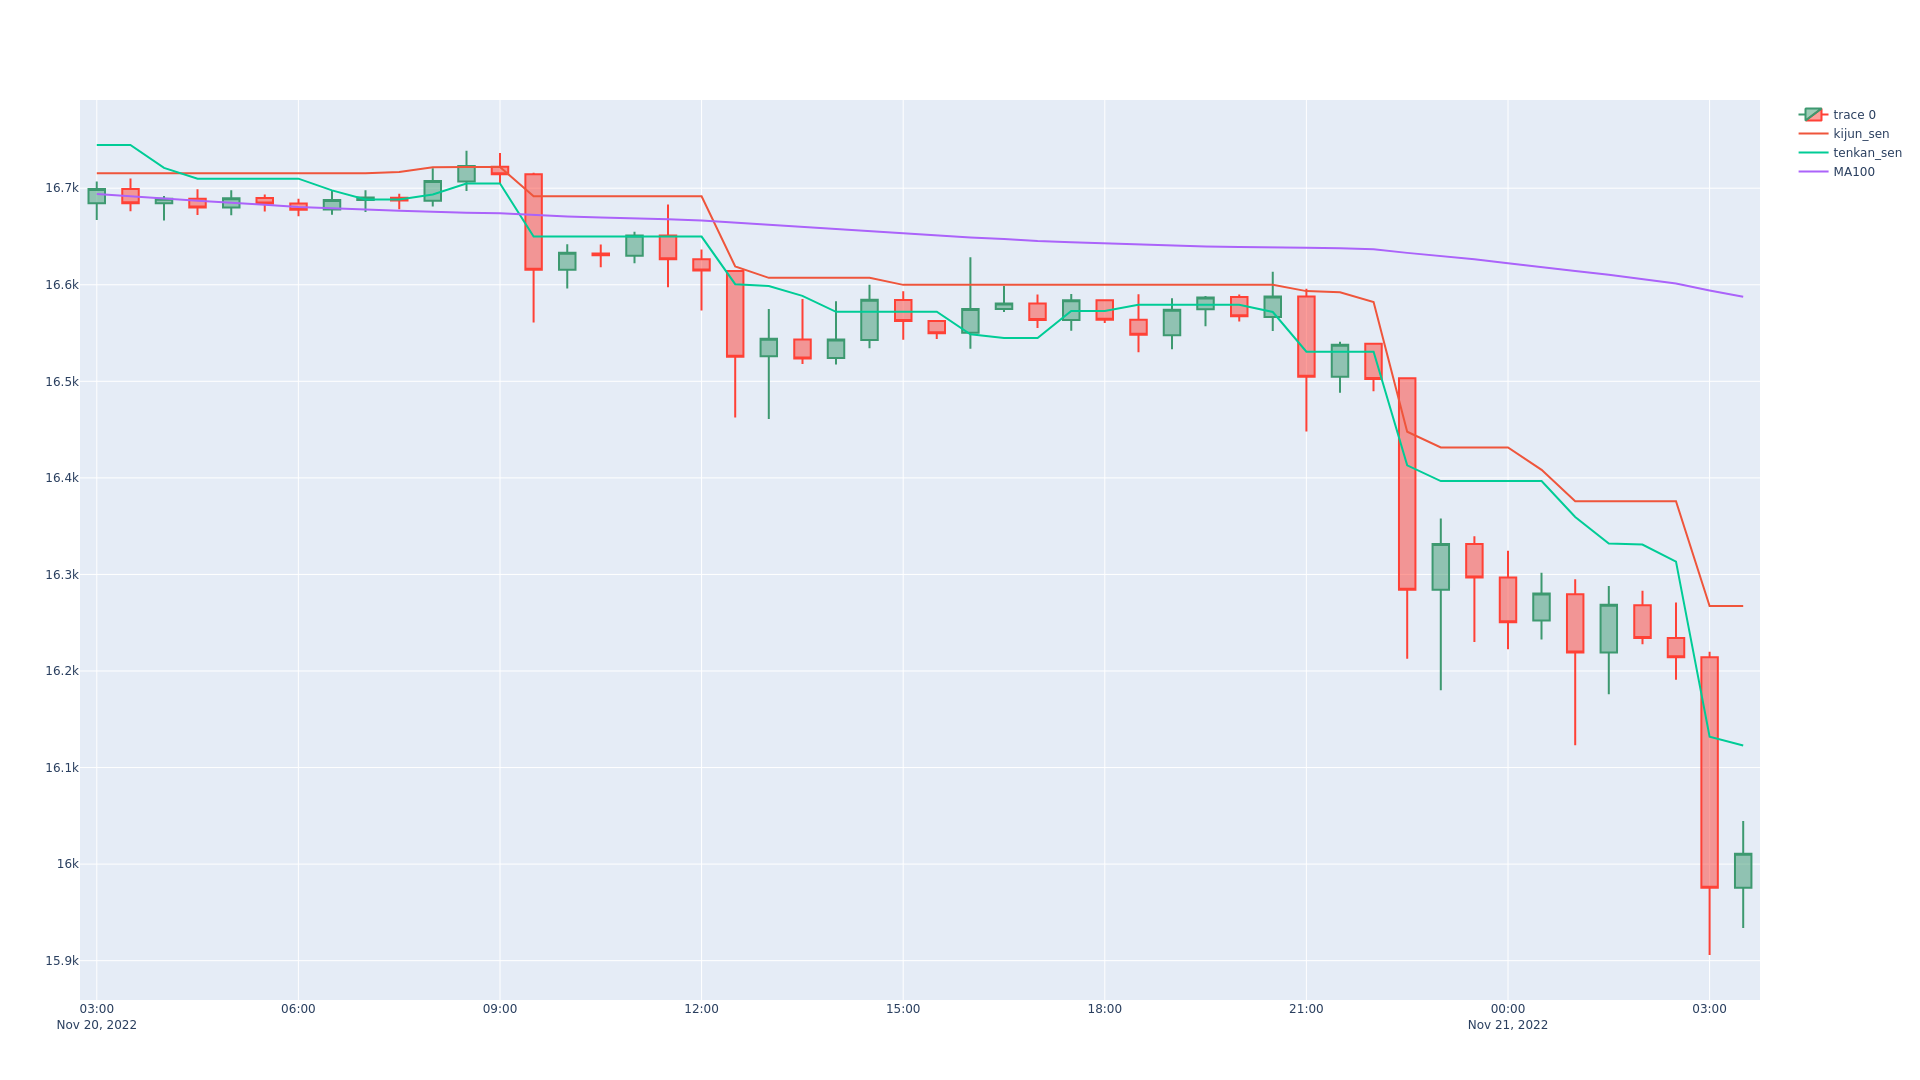 trace 0
kijun_sen
tenkan_sen
MA100
16.7k
16.6k
16.5k
16.4k
16.3k
16.2k
16.1k
16k
15.9k
03:00 06:00 09:00 12:00 15:00 18:00 21:00 00:00 03:00
Nov 20, 2022 Nov 21, 2022